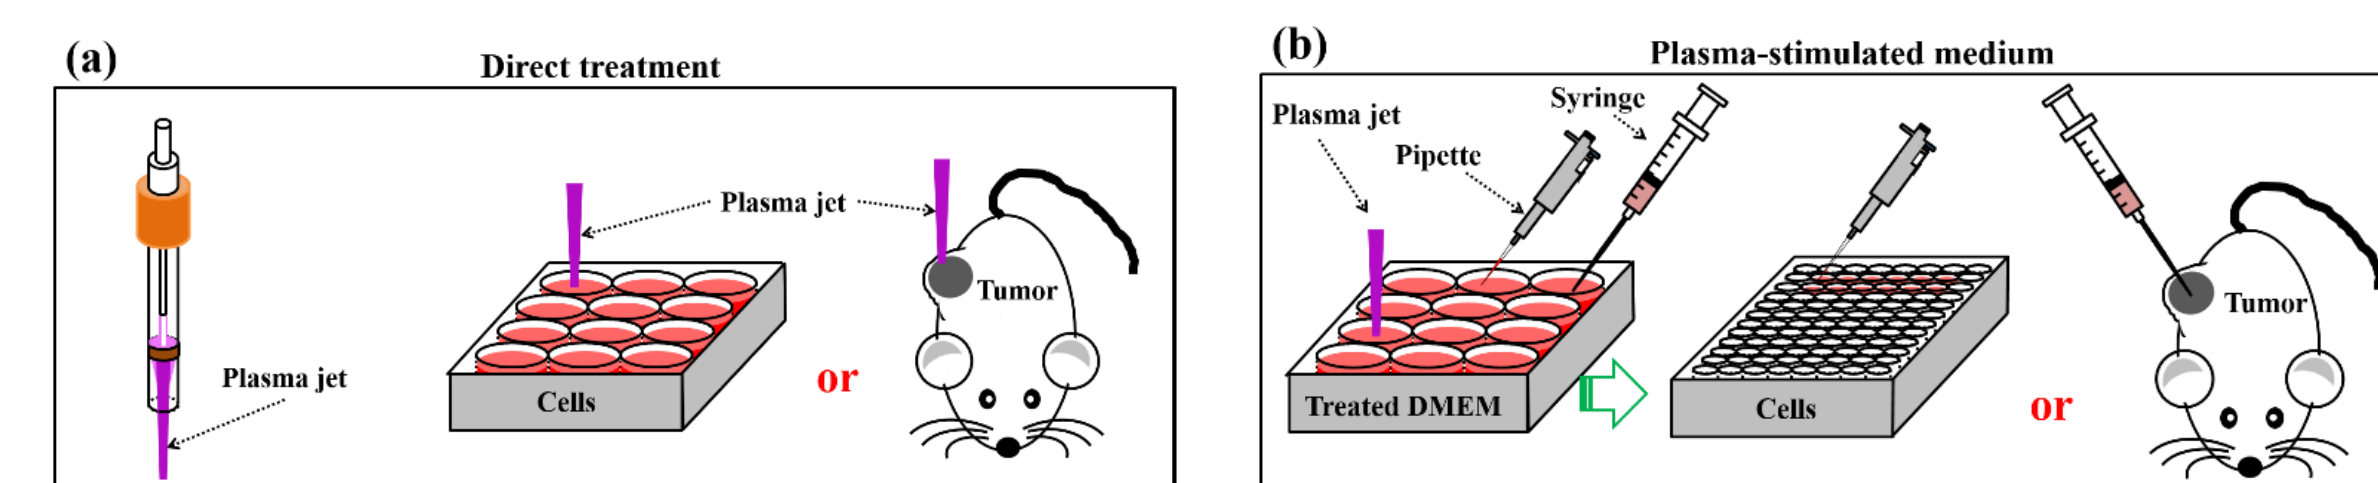 (a)
Direct treatment
Plasma jet
Plasma jet
Cells
or
Tumor
(b)
Plasma-stimulated medium
Plasma jet
Syringe
Pipette
Treated DMEM
Cells
or
Tumor